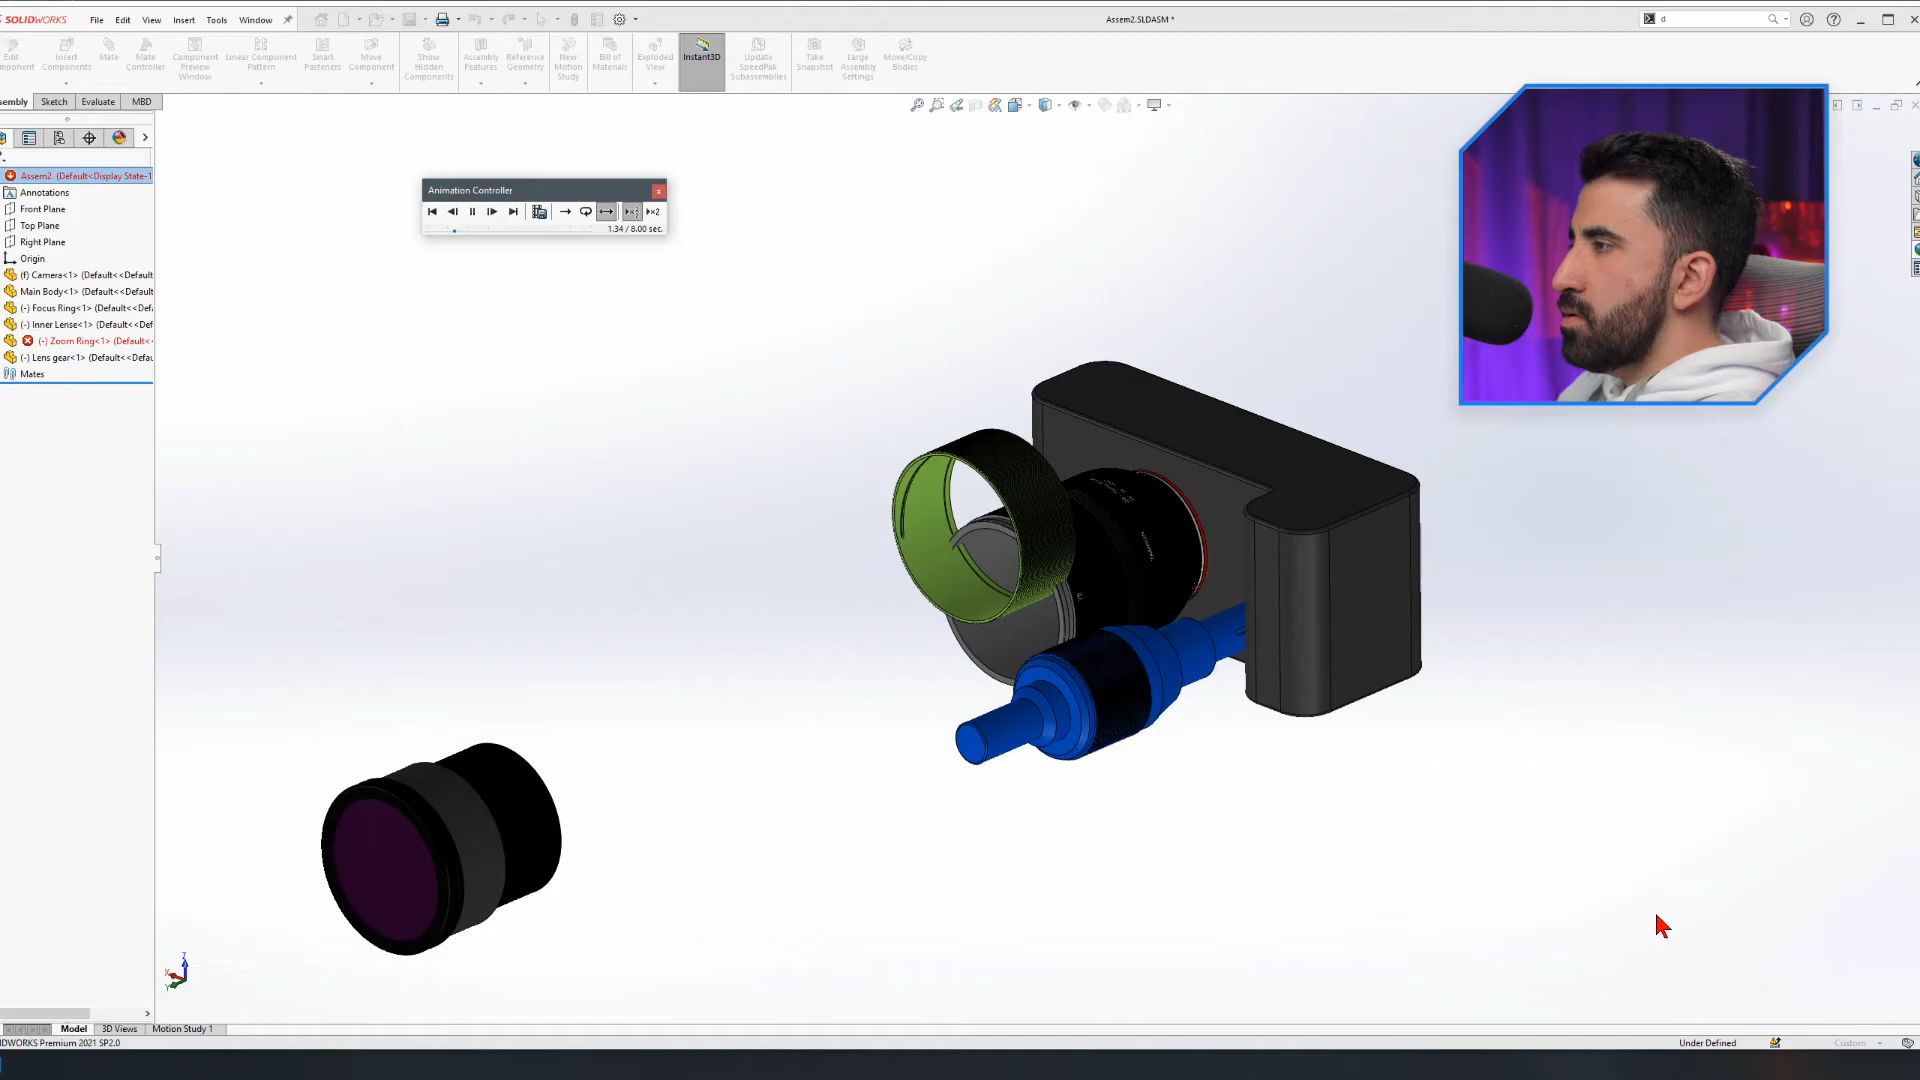 SOLIDWORKS File Edit View Insert Tools Window
Assem2.SLDASM *
d
Edit Component
Insert Components
Mate
Mate Controller
Component Preview Window
Linear Component Pattern
Smart Fasteners
Move Component
Show Hidden Components
Assembly Features
Reference Geometry
New Motion Study
Bill of Materials
Exploded View
Instant3D
Update SpeedPak Subassemblies
Take Snapshot
Large Assembly Settings
Move/Copy Bodies
sembly Sketch Evaluate MBD
Assem2 (Default<Display State-1
Annotations
Front Plane
Top Plane
Right Plane
Origin
(f) Camera<1> (Default<<Default
Main Body<1> (Default<<Default
(-) Focus Ring<1> (Default<<Def
(-) Inner Lense<1> (Default<<Def
(-) Zoom Ring<1> (Default<
(-) Lens gear<1> (Default<<Defau
Mates
Animation Controller
1.34 / 8.00 sec.
TAMRON
Z
X
Y
Model 3D Views Motion Study 1
IDWORKS Premium 2021 SP2.0
Under Defined
Custom